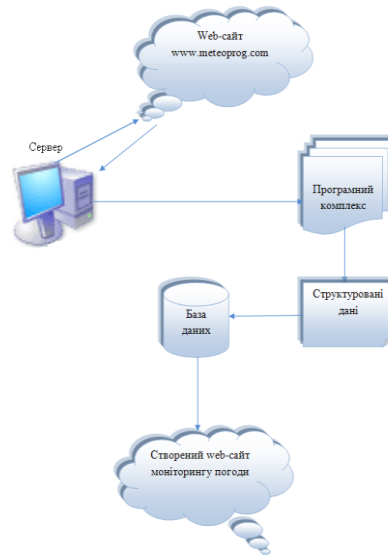 Web-сайт
www.meteoprog.com
Сервер
Програмний
комплекс
Структуровані
дані
База
даних
Створений web-сайт
моніторингу погоди